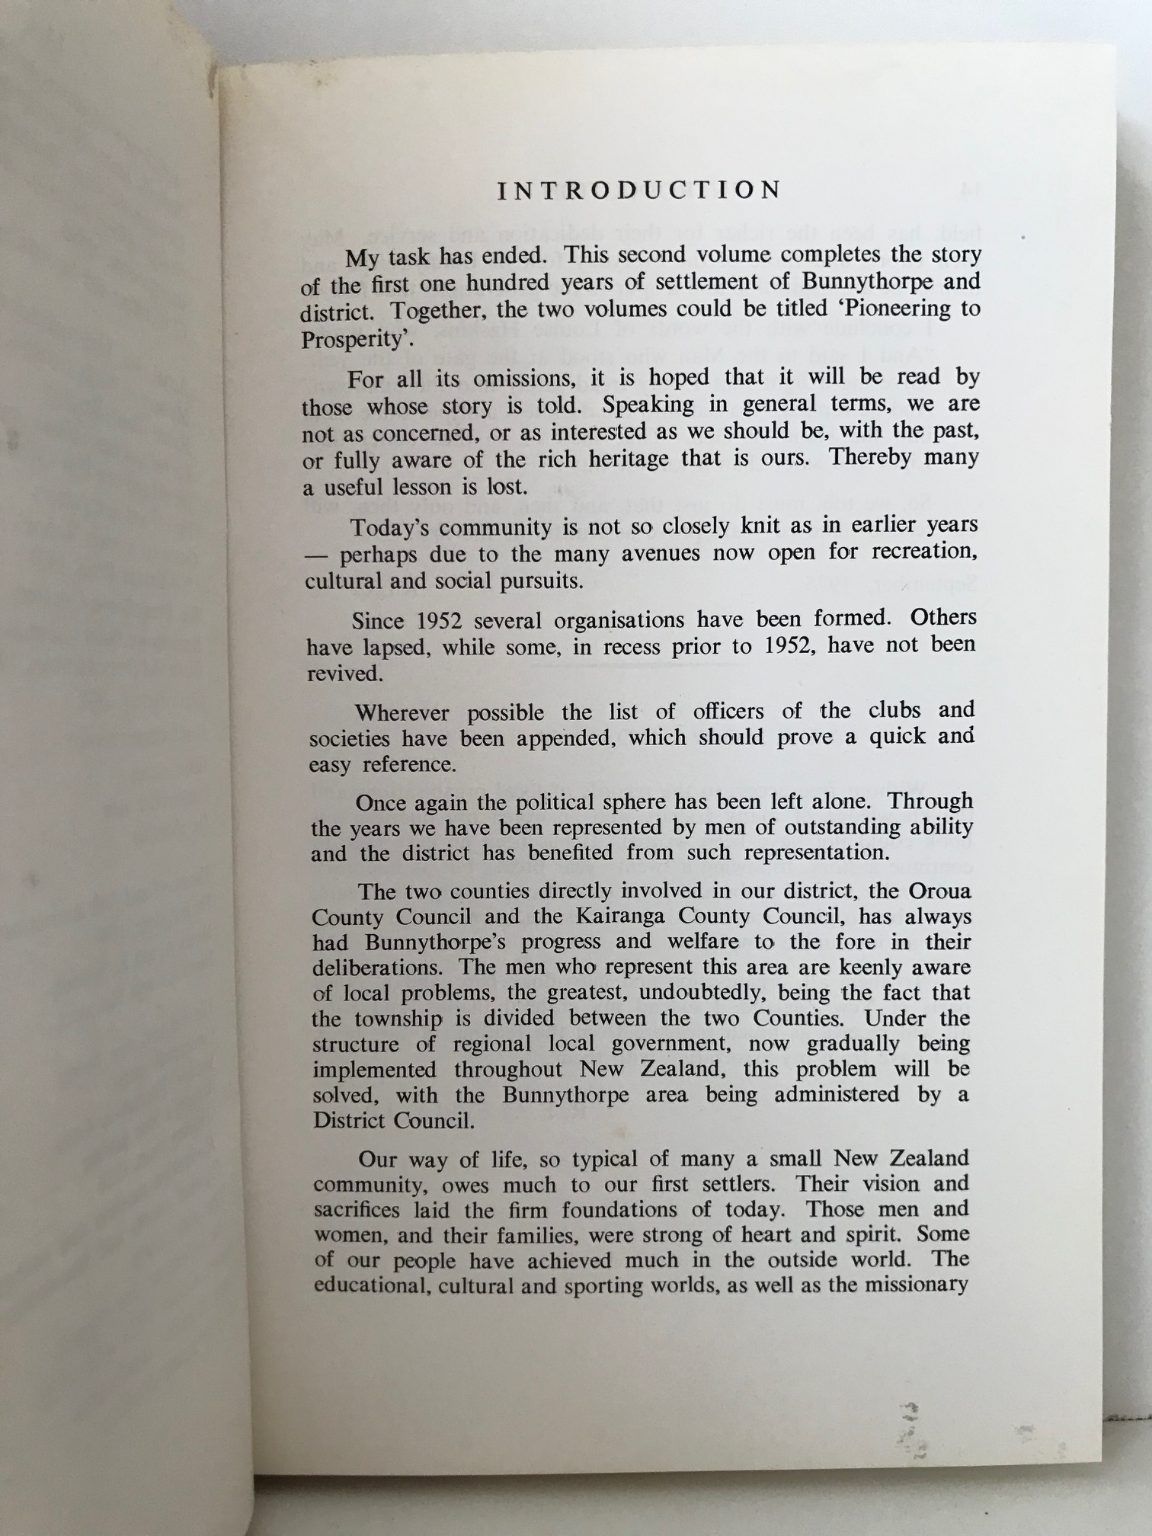 INTRODUCTION
My task has ended. This second volume completes the story
of the first one hundred years of settlement of Bunnythorpe and
district. Together, the two volumes could be titled ‘Pioneering to
Prosperity’.
For all its omissions, it is hoped that it will be read by
those whose story is told. Speaking in general terms, we are
not as concerned, or as interested as we should be, with the past,
or fully aware of the rich heritage that is ours. Thereby many
a useful lesson is lost.
Today's community is not so closely knit as in earlier years
— perhaps due to the many avenues now open for recreation,
cultural and social pursuits.
Since 1952 several organisations have been formed. Others
have lapsed, while some, in recess prior to 1952, have not been
revived.
Wherever possible the list of officers of the clubs and
societies have been appended, which should prove a quick and
easy reference.
Once again the political sphere has been left alone. Through
the years we have been represented by men of outstanding ability
and the district has benefited from such representation.
The two counties directly involved in our district, the Oroua
County Council and the Kairanga County Council, has always
had Bunnythorpe's progress and welfare to the fore in their
deliberations. The men who represent this area are keenly aware
of local problems, the greatest, undoubtedly, being the fact that
the township is divided between the two Counties. Under the
structure of regional local government, now gradually being
implemented throughout New Zealand, this problem will be
solved, with the Bunnythorpe area being administered by a
District Council.
Our way of life, so typical of many a small New Zealand
community, owes much to our first settlers. Their vision and
sacrifices laid the firm foundations of today. Those men and
women, and their families, were strong of heart and spirit. Some
of our people have achieved much in the outside world. The
educational, cultural and sporting worlds, as well as the missionary